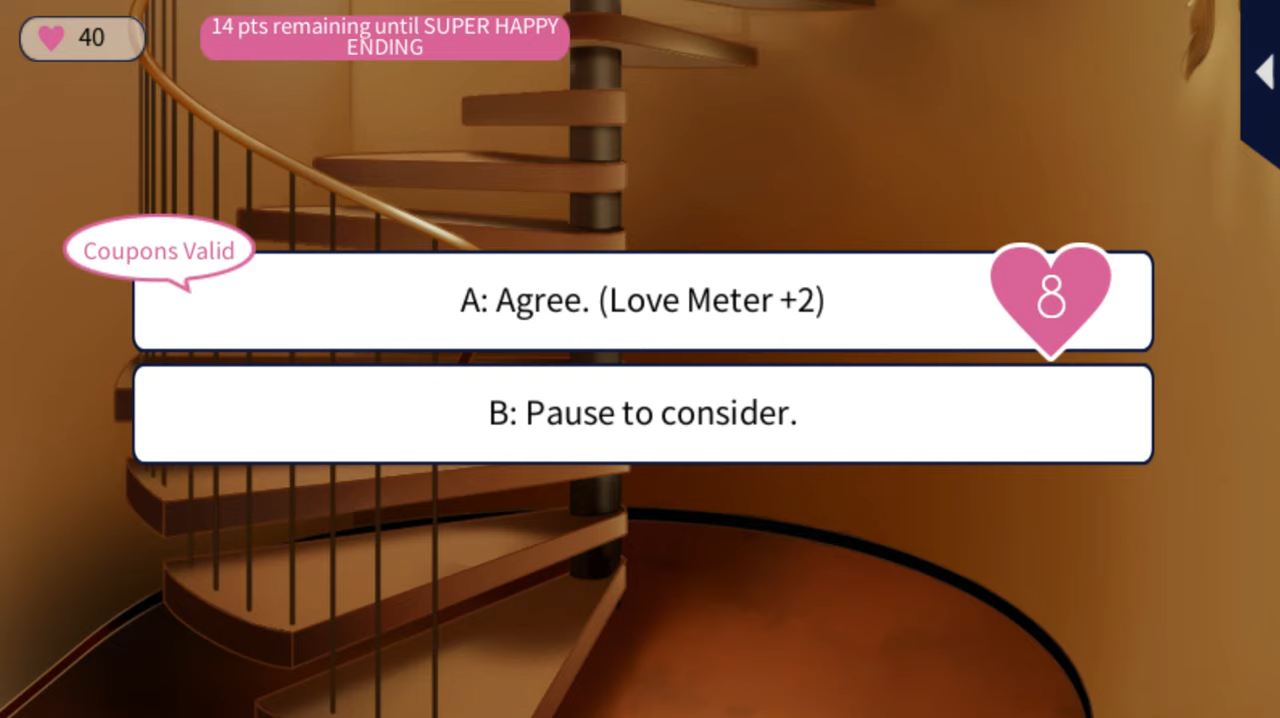 40
14 pts remaining until SUPER HAPPY
ENDING
Coupons Valid
A: Agree. (Love Meter +2)
8
B: Pause to consider.